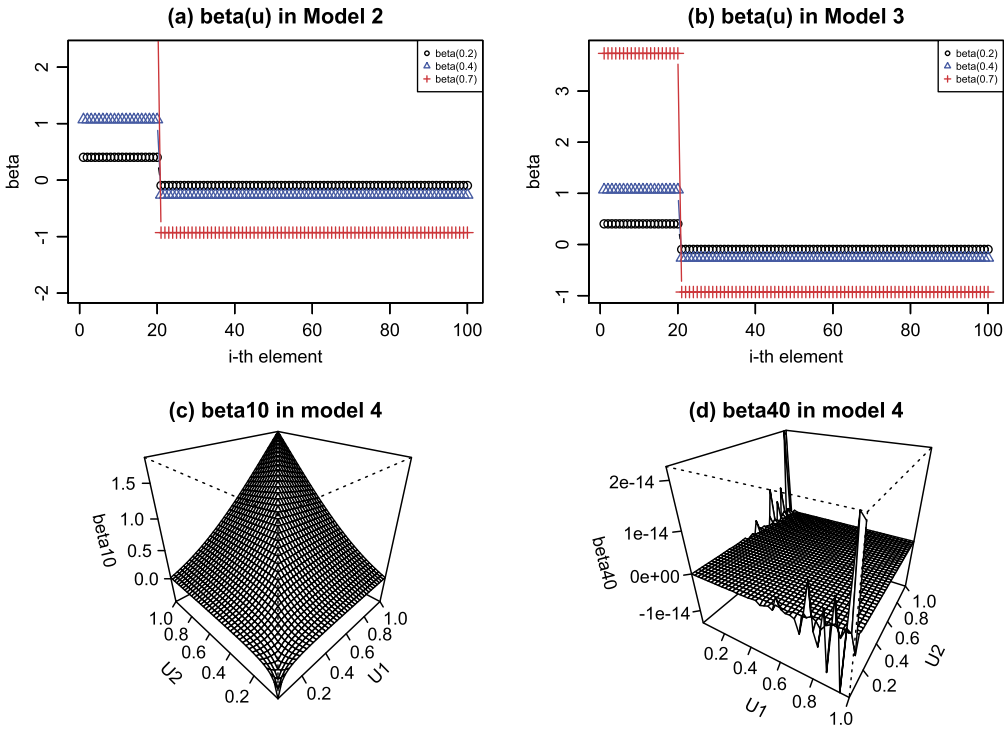 (a) beta(u) in Model 2
beta
2
1
0
-1
-2
beta(0.2)
beta(0.4)
beta(0.7)
0 20 40 60 80 100
i-th element
(b) beta(u) in Model 3
beta
3
2
1
0
-1
beta(0.2)
beta(0.4)
beta(0.7)
0 20 40 60 80 100
i-th element
(c) beta10 in model 4
beta10
1.5
1.0
0.5
0.0
1.0
0.8
0.6
0.4
0.2
U2
1.0
0.8
0.6
0.4
0.2
U1
(d) beta40 in model 4
beta40
2e-14
1e-14
0e+00
-1e-14
0.2
0.4
0.6
0.8
1.0
U1
1.0
0.8
0.6
0.4
0.2
U2